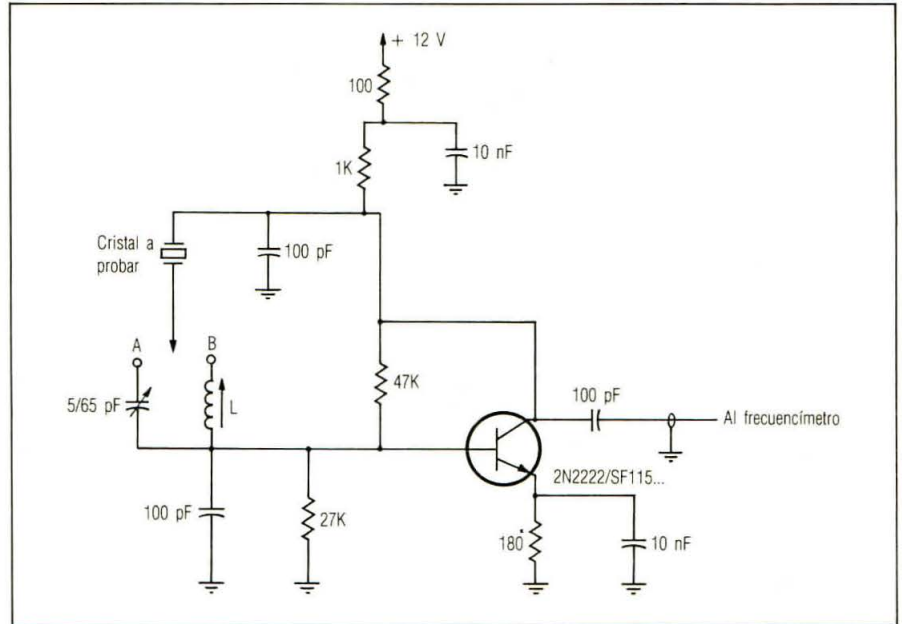 + 12 V
100
10 nF
1K
Cristal a
probar
100 pF
A
B
5/65 pF
L
47K
100 pF
Al frecuencímetro
2N2222/SF115...
100 pF
27K
180*
10 nF